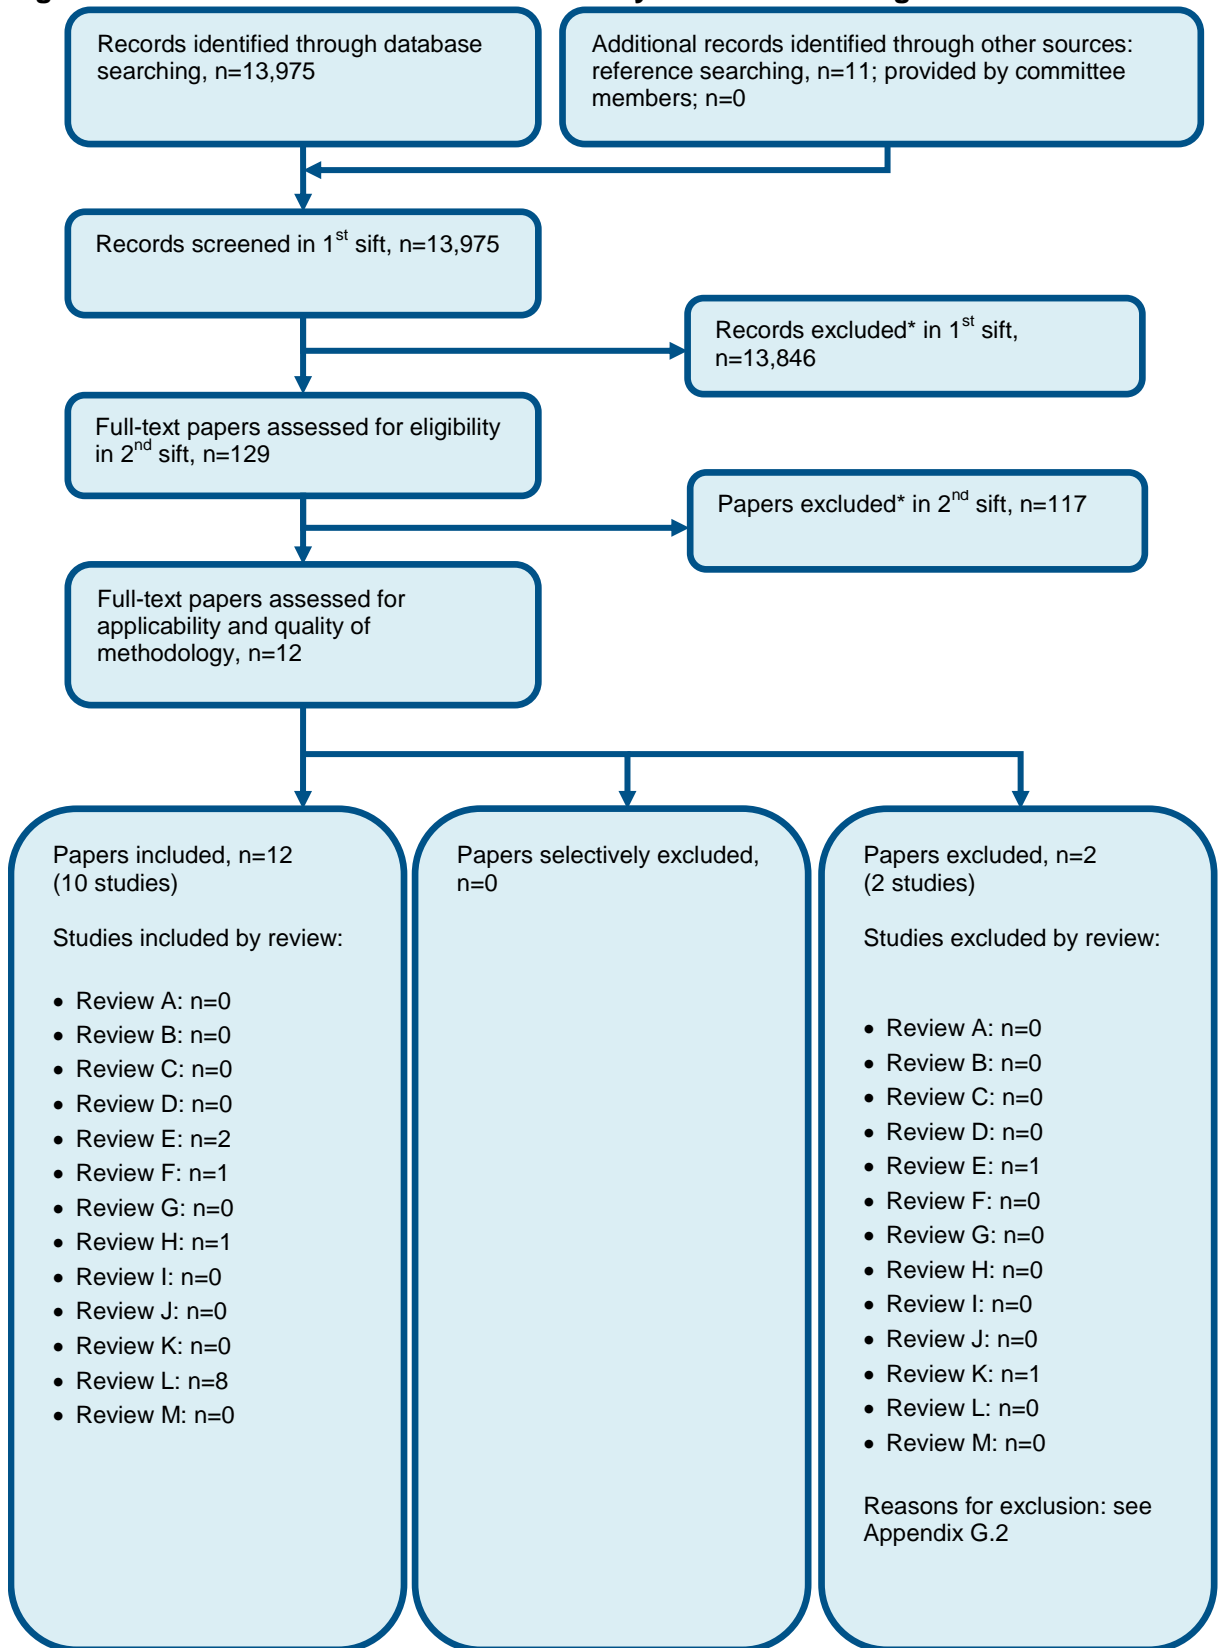 Records identified through database
searching, n=13,975
Additional records identified through other sources:
reference searching, n=11; provided by committee
members; n=0
Records screened in 1st sift, n=13,975
Records excluded* in 1st sift,
n=13,846
Full-text papers assessed for eligibility
in 2nd sift, n=129
Papers excluded* in 2nd sift, n=117
Full-text papers assessed for
applicability and quality of
methodology, n=12
Papers included, n=12
(10 studies)
Studies included by review:
• Review A: n=0
• Review B: n=0
• Review C: n=0
• Review D: n=0
• Review E: n=2
• Review F: n=1
• Review G: n=0
• Review H: n=1
• Review I: n=0
• Review J: n=0
• Review K: n=0
• Review L: n=8
• Review M: n=0
Papers selectively excluded,
n=0
Papers excluded, n=2
(2 studies)
Studies excluded by review:
• Review A: n=0
• Review B: n=0
• Review C: n=0
• Review D: n=0
• Review E: n=1
• Review F: n=0
• Review G: n=0
• Review H: n=0
• Review I: n=0
• Review J: n=0
• Review K: n=1
• Review L: n=0
• Review M: n=0
Reasons for exclusion: see
Appendix G.2